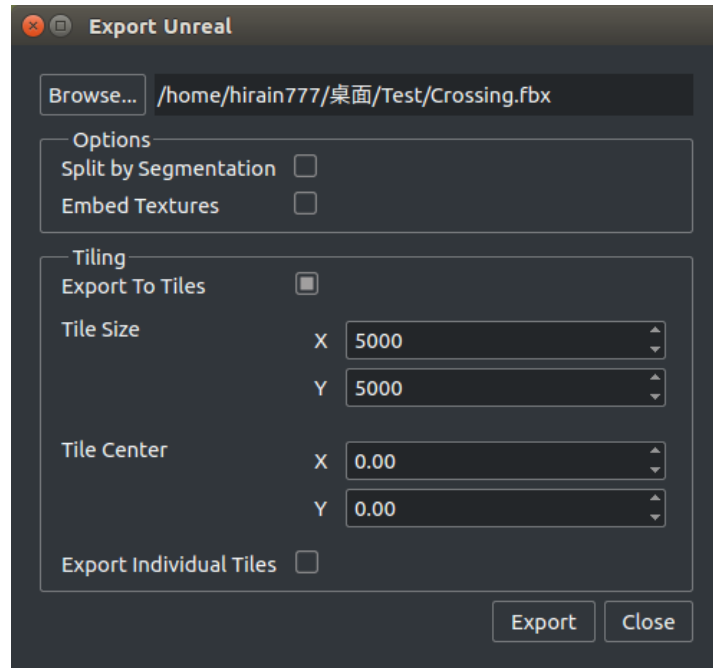 Export Unreal
Browse... /home/hirain777/桌面/Test/Crossing.fbx
Options
Split by Segmentation
Embed Textures
Tiling
Export To Tiles
Tile Size X 5000
Y 5000
Tile Center X 0.00
Y 0.00
Export Individual Tiles
Export Close